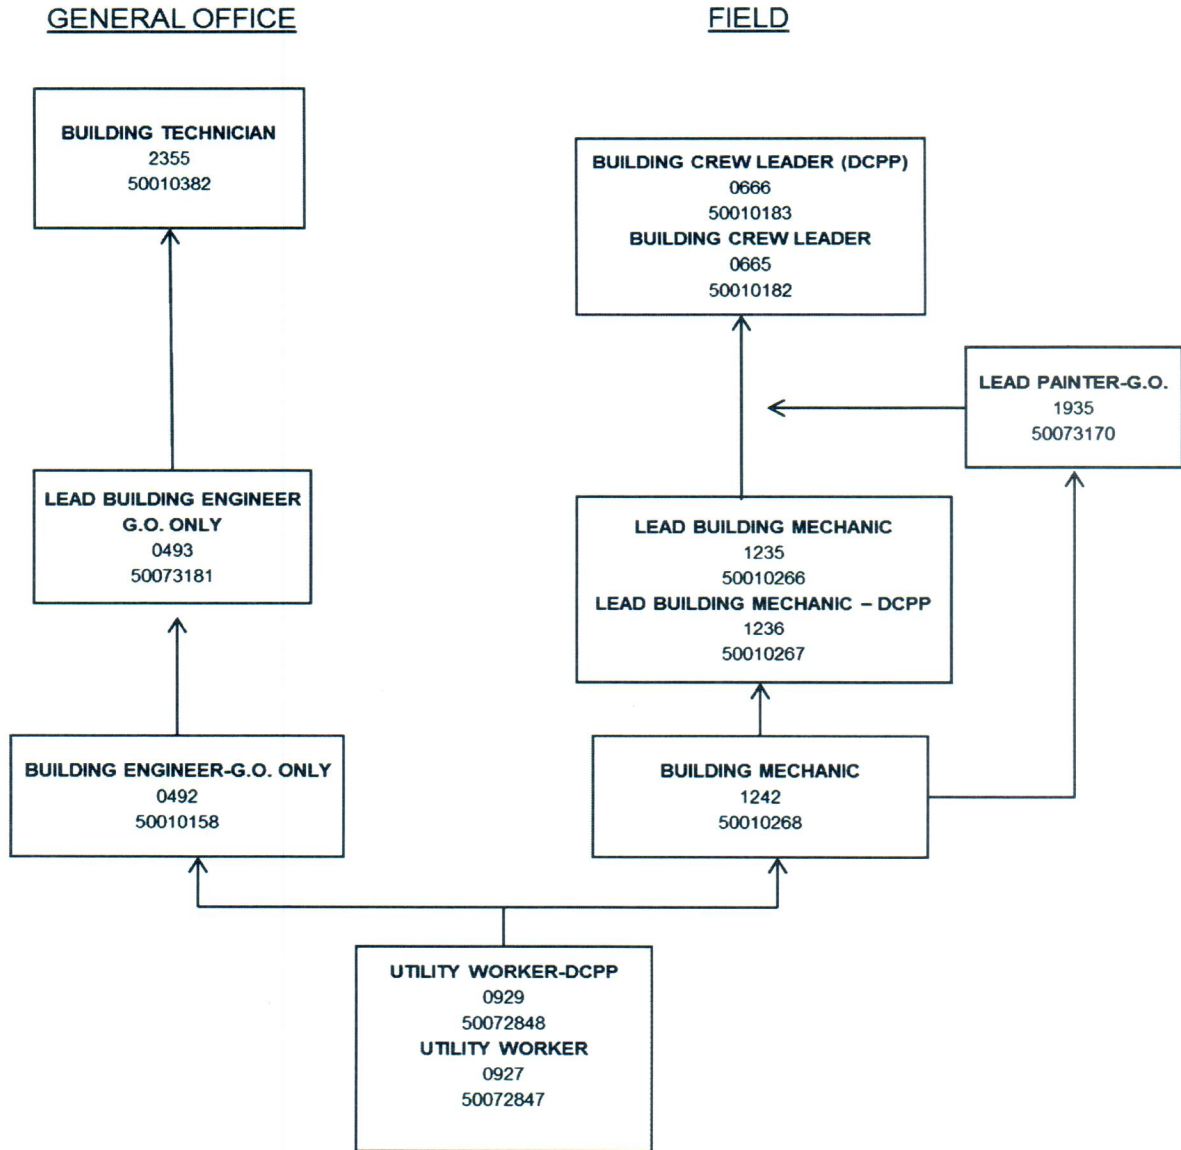 GENERAL OFFICE
FIELD
BUILDING TECHNICIAN
2355
50010382
BUILDING CREW LEADER (DCPP)
0666
50010183
BUILDING CREW LEADER
0665
50010182
LEAD PAINTER-G.O.
1935
50073170
LEAD BUILDING ENGINEER
G.O. ONLY
0493
50073181
LEAD BUILDING MECHANIC
1235
50010266
LEAD BUILDING MECHANIC – DCPP
1236
50010267
BUILDING ENGINEER-G.O. ONLY
0492
50010158
BUILDING MECHANIC
1242
50010268
UTILITY WORKER-DCPP
0929
50072848
UTILITY WORKER
0927
50072847